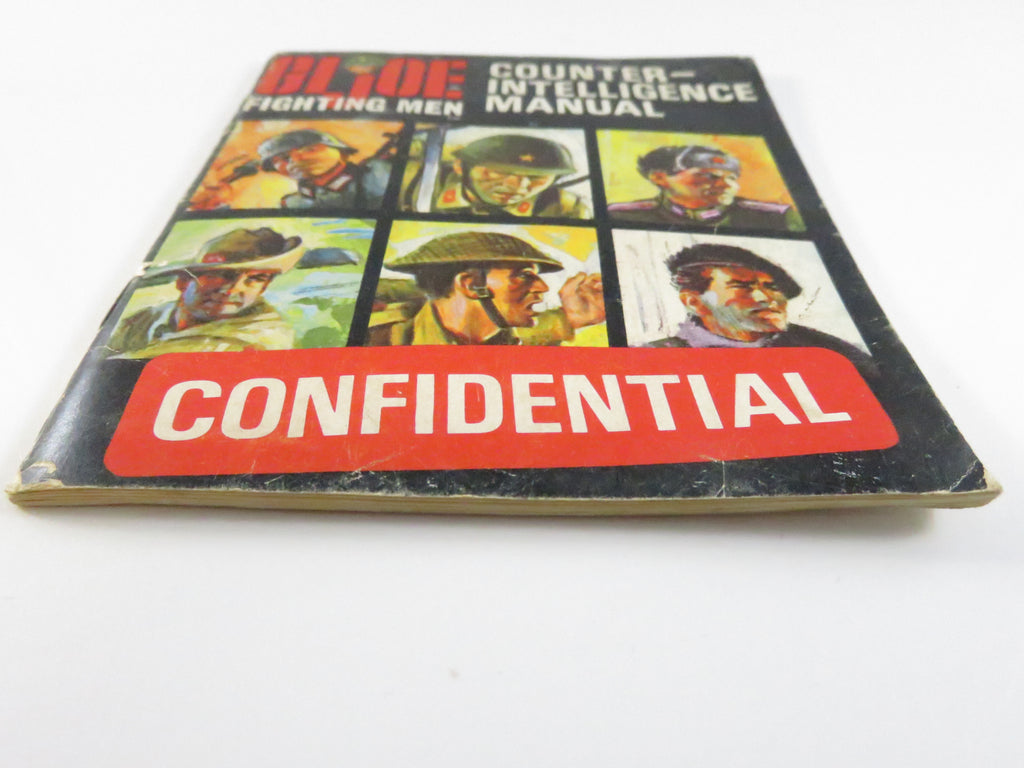 GI JOE
FIGHTING MEN
COUNTER-
INTELLIGENCE
MANUAL
CONFIDENTIAL